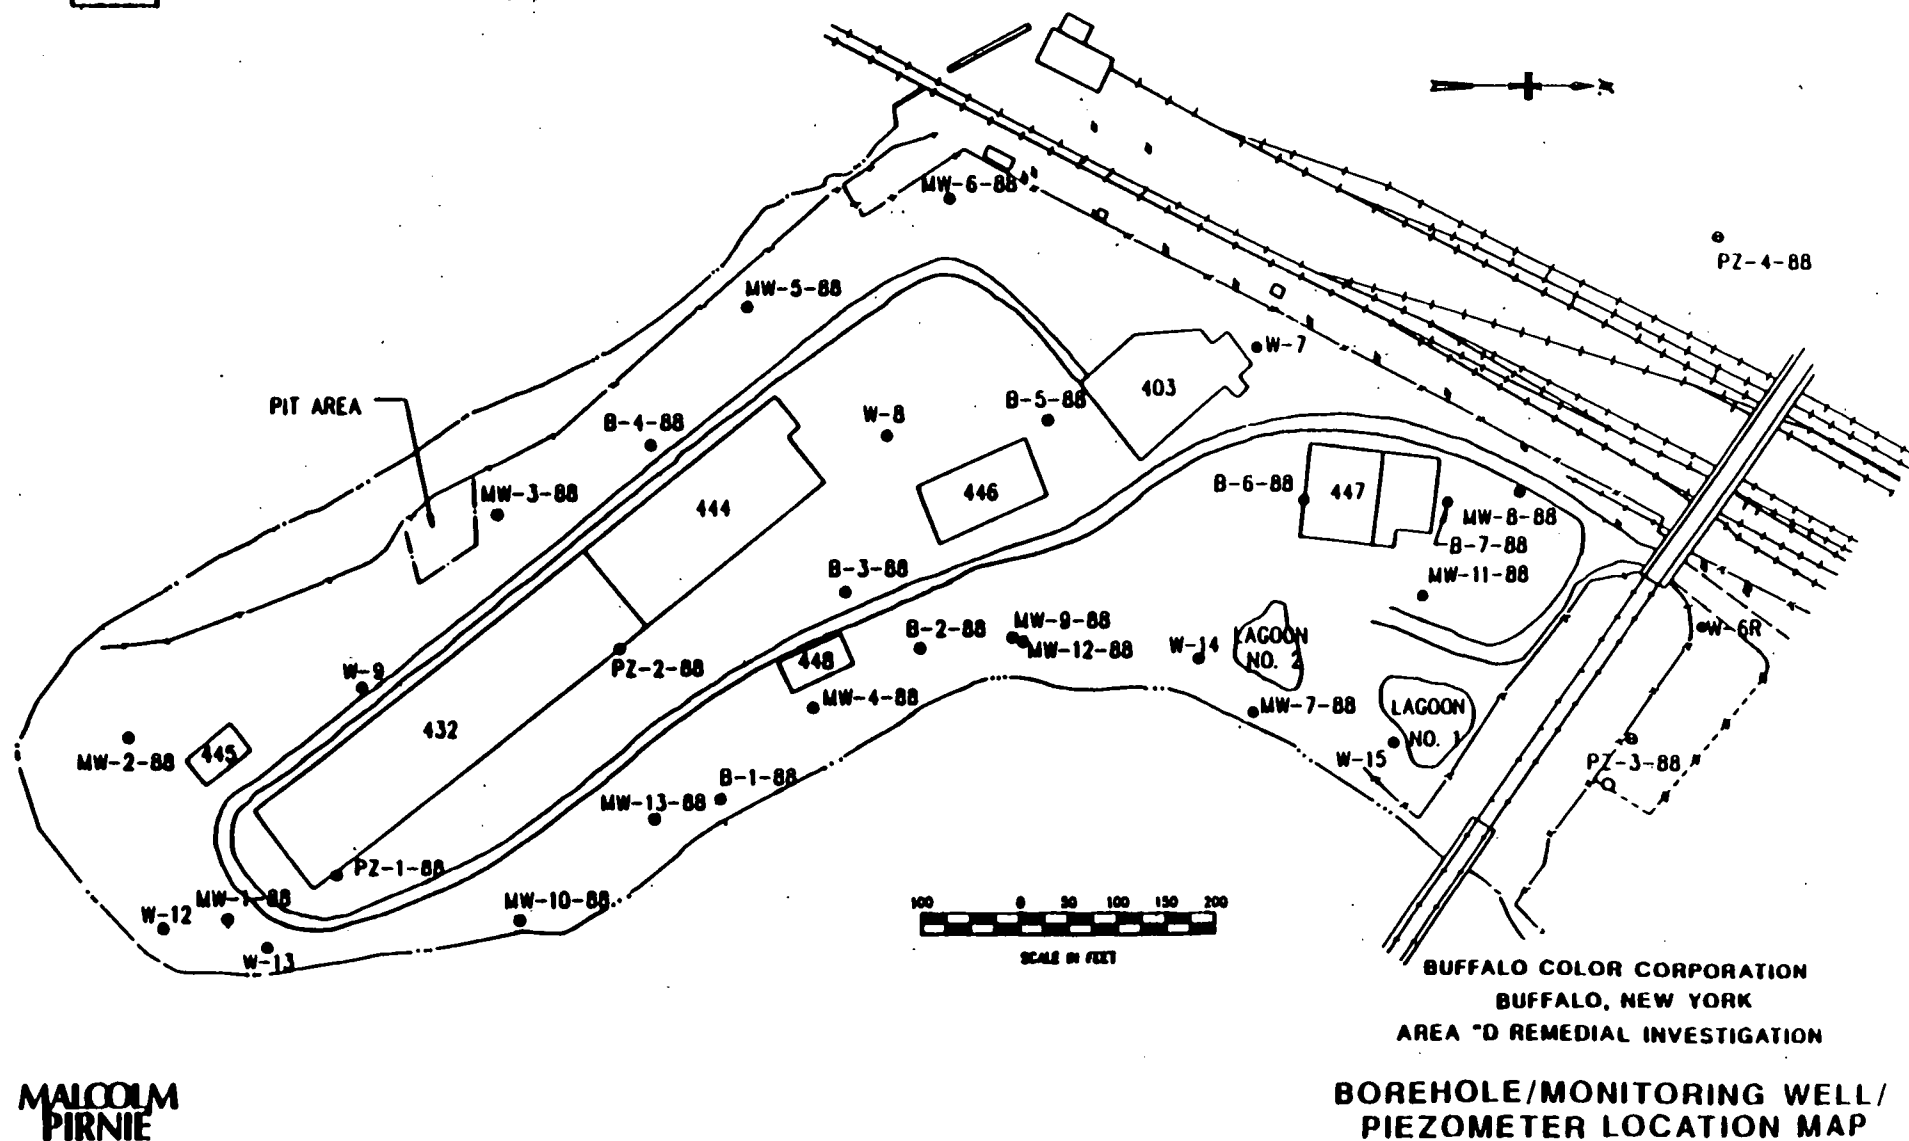 MW-6-88
PZ-4-88
MW-5-88
W-7
403
PIT AREA
B-5-88
W-8
B-4-88
MW-3-88
444
446
B-6-88
447
MW-8-88
B-7-88
MW-11-88
B-3-88
MW-9-88
B-2-88
MW-12-88
W-14
LAGOON
NO. 2
W-6R
448
PZ-2-88
W-9
MW-4-88
MW-7-88
LAGOON
NO. 1
432
445
MW-2-88
W-15
PZ-3-88
B-1-88
MW-13-88
PZ-1-88
MW-1-88
MW-10-88
W-12
W-13
100 0 50 100 200
SCALE IN FEET
BUFFALO COLOR CORPORATION
BUFFALO, NEW YORK
AREA "D REMEDIAL INVESTIGATION
MALCOLM
PIRNIE
BOREHOLE/MONITORING WELL/
PIEZOMETER LOCATION MAP